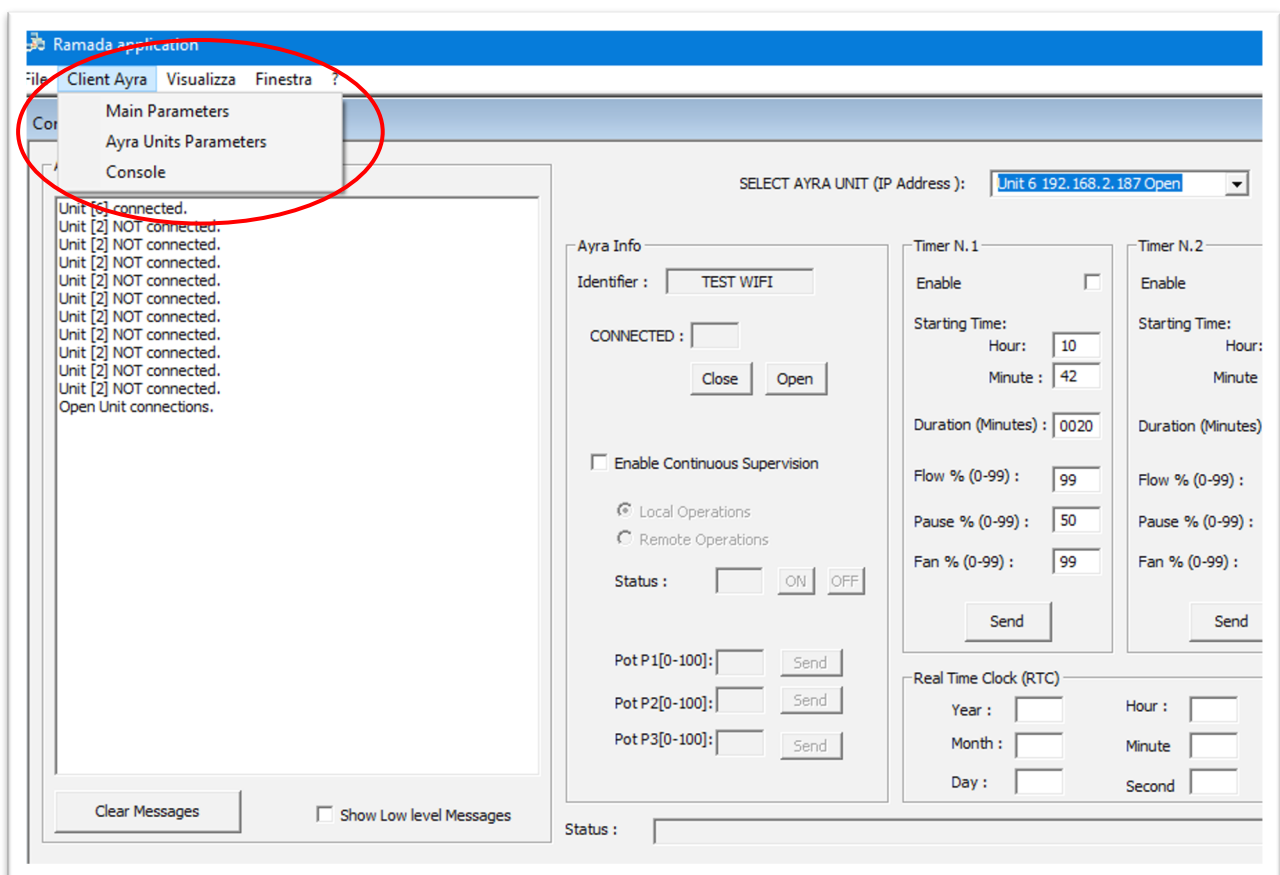 Ramada application
File Client Ayra Visualizza Finestra ?
Main Parameters
Ayra Units Parameters
Console
SELECT AYRA UNIT (IP Address ): Unit 6 192.168.2.187 Open
Unit [6] connected.
Unit [2] NOT connected.
Unit [2] NOT connected.
Unit [2] NOT connected.
Unit [2] NOT connected.
Unit [2] NOT connected.
Unit [2] NOT connected.
Unit [2] NOT connected.
Unit [2] NOT connected.
Unit [2] NOT connected.
Unit [2] NOT connected.
Open Unit connections.
Clear Messages
Show Low level Messages
Ayra Info
Identifier : TEST WIFI
CONNECTED :
Close Open
Enable Continuous Supervision
Local Operations
Remote Operations
Status : ON OFF
Pot P1[0-100]: Send
Pot P2[0-100]: Send
Pot P3[0-100]: Send
Timer N.1
Enable
Starting Time:
Hour: 10
Minute : 42
Duration (Minutes) : 0020
Flow % (0-99) : 99
Pause % (0-99) : 50
Fan % (0-99) : 99
Send
Timer N.2
Enable
Starting Time:
Hour:
Minute
Duration (Minutes)
Flow % (0-99) :
Pause % (0-99) :
Fan % (0-99) :
Send
Real Time Clock (RTC)
Year : Hour :
Month : Minute
Day : Second
Status :